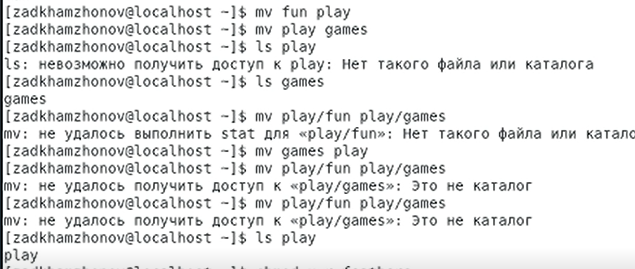 [zadkhamzhonov@localhost ~]$ mv fun play
[zadkhamzhonov@localhost ~]$ mv play games
[zadkhamzhonov@localhost ~]$ ls play
ls: невозможно получить доступ к play: Нет такого файла или каталога
[zadkhamzhonov@localhost ~]$ ls games
games
[zadkhamzhonov@localhost ~]$ mv play/fun play/games
mv: не удалось выполнить stat для «play/fun»: Нет такого файла или катало
[zadkhamzhonov@localhost ~]$ mv games play
[zadkhamzhonov@localhost ~]$ mv play/fun play/games
mv: не удалось получить доступ к «play/games»: Это не каталог
[zadkhamzhonov@localhost ~]$ mv play/fun play/games
mv: не удалось получить доступ к «play/games»: Это не каталог
[zadkhamzhonov@localhost ~]$ ls play
play